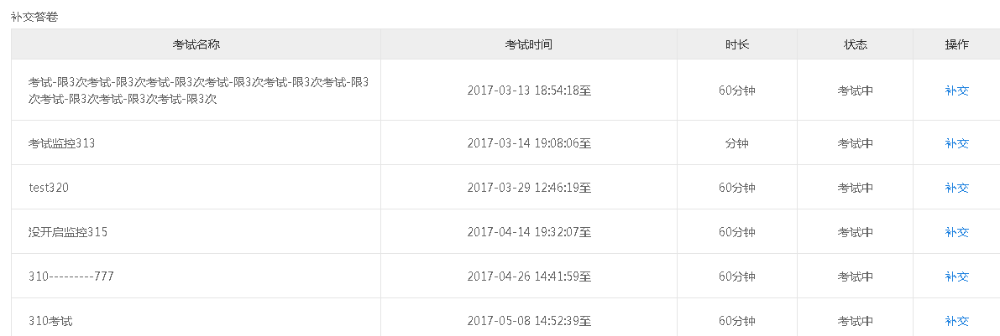 补交答卷
考试名称 考试时间 时长 状态 操作
考试-限3次考试-限3次考试-限3次考试-限3次考试-限3次考试-限3
次考试-限3次考试-限3次考试-限3次 2017-03-13 18:54:18至 60分钟 考试中 补交
考试监控313 2017-03-14 19:08:06至 分钟 考试中 补交
test320 2017-03-29 12:46:19至 60分钟 考试中 补交
没开启监控315 2017-04-14 19:32:07至 60分钟 考试中 补交
310---------777 2017-04-26 14:41:59至 60分钟 考试中 补交
310考试 2017-05-08 14:52:39至 60分钟 考试中 补交